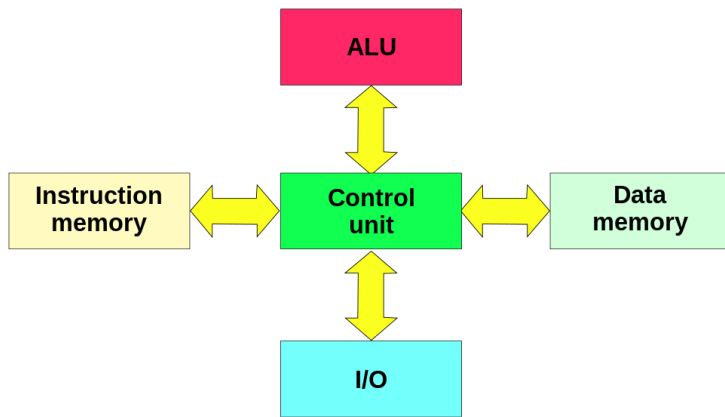 ALU
Instruction
memory
Control
unit
Data
memory
I/O